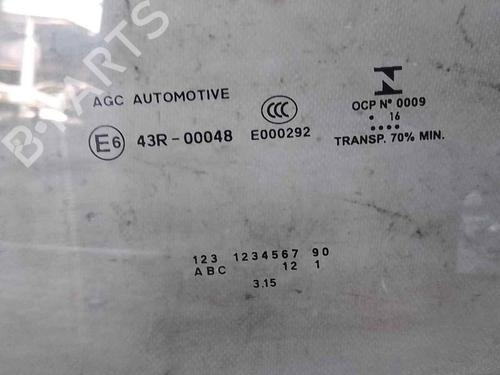 B-PARTS
AGC AUTOMOTIVE
E6 43R-00048
CCC
E000292
N
OCP Nº 0009
• 16
••••
TRANSP. 70% MIN.
123 1234567 90
ABC 12 1
3.15